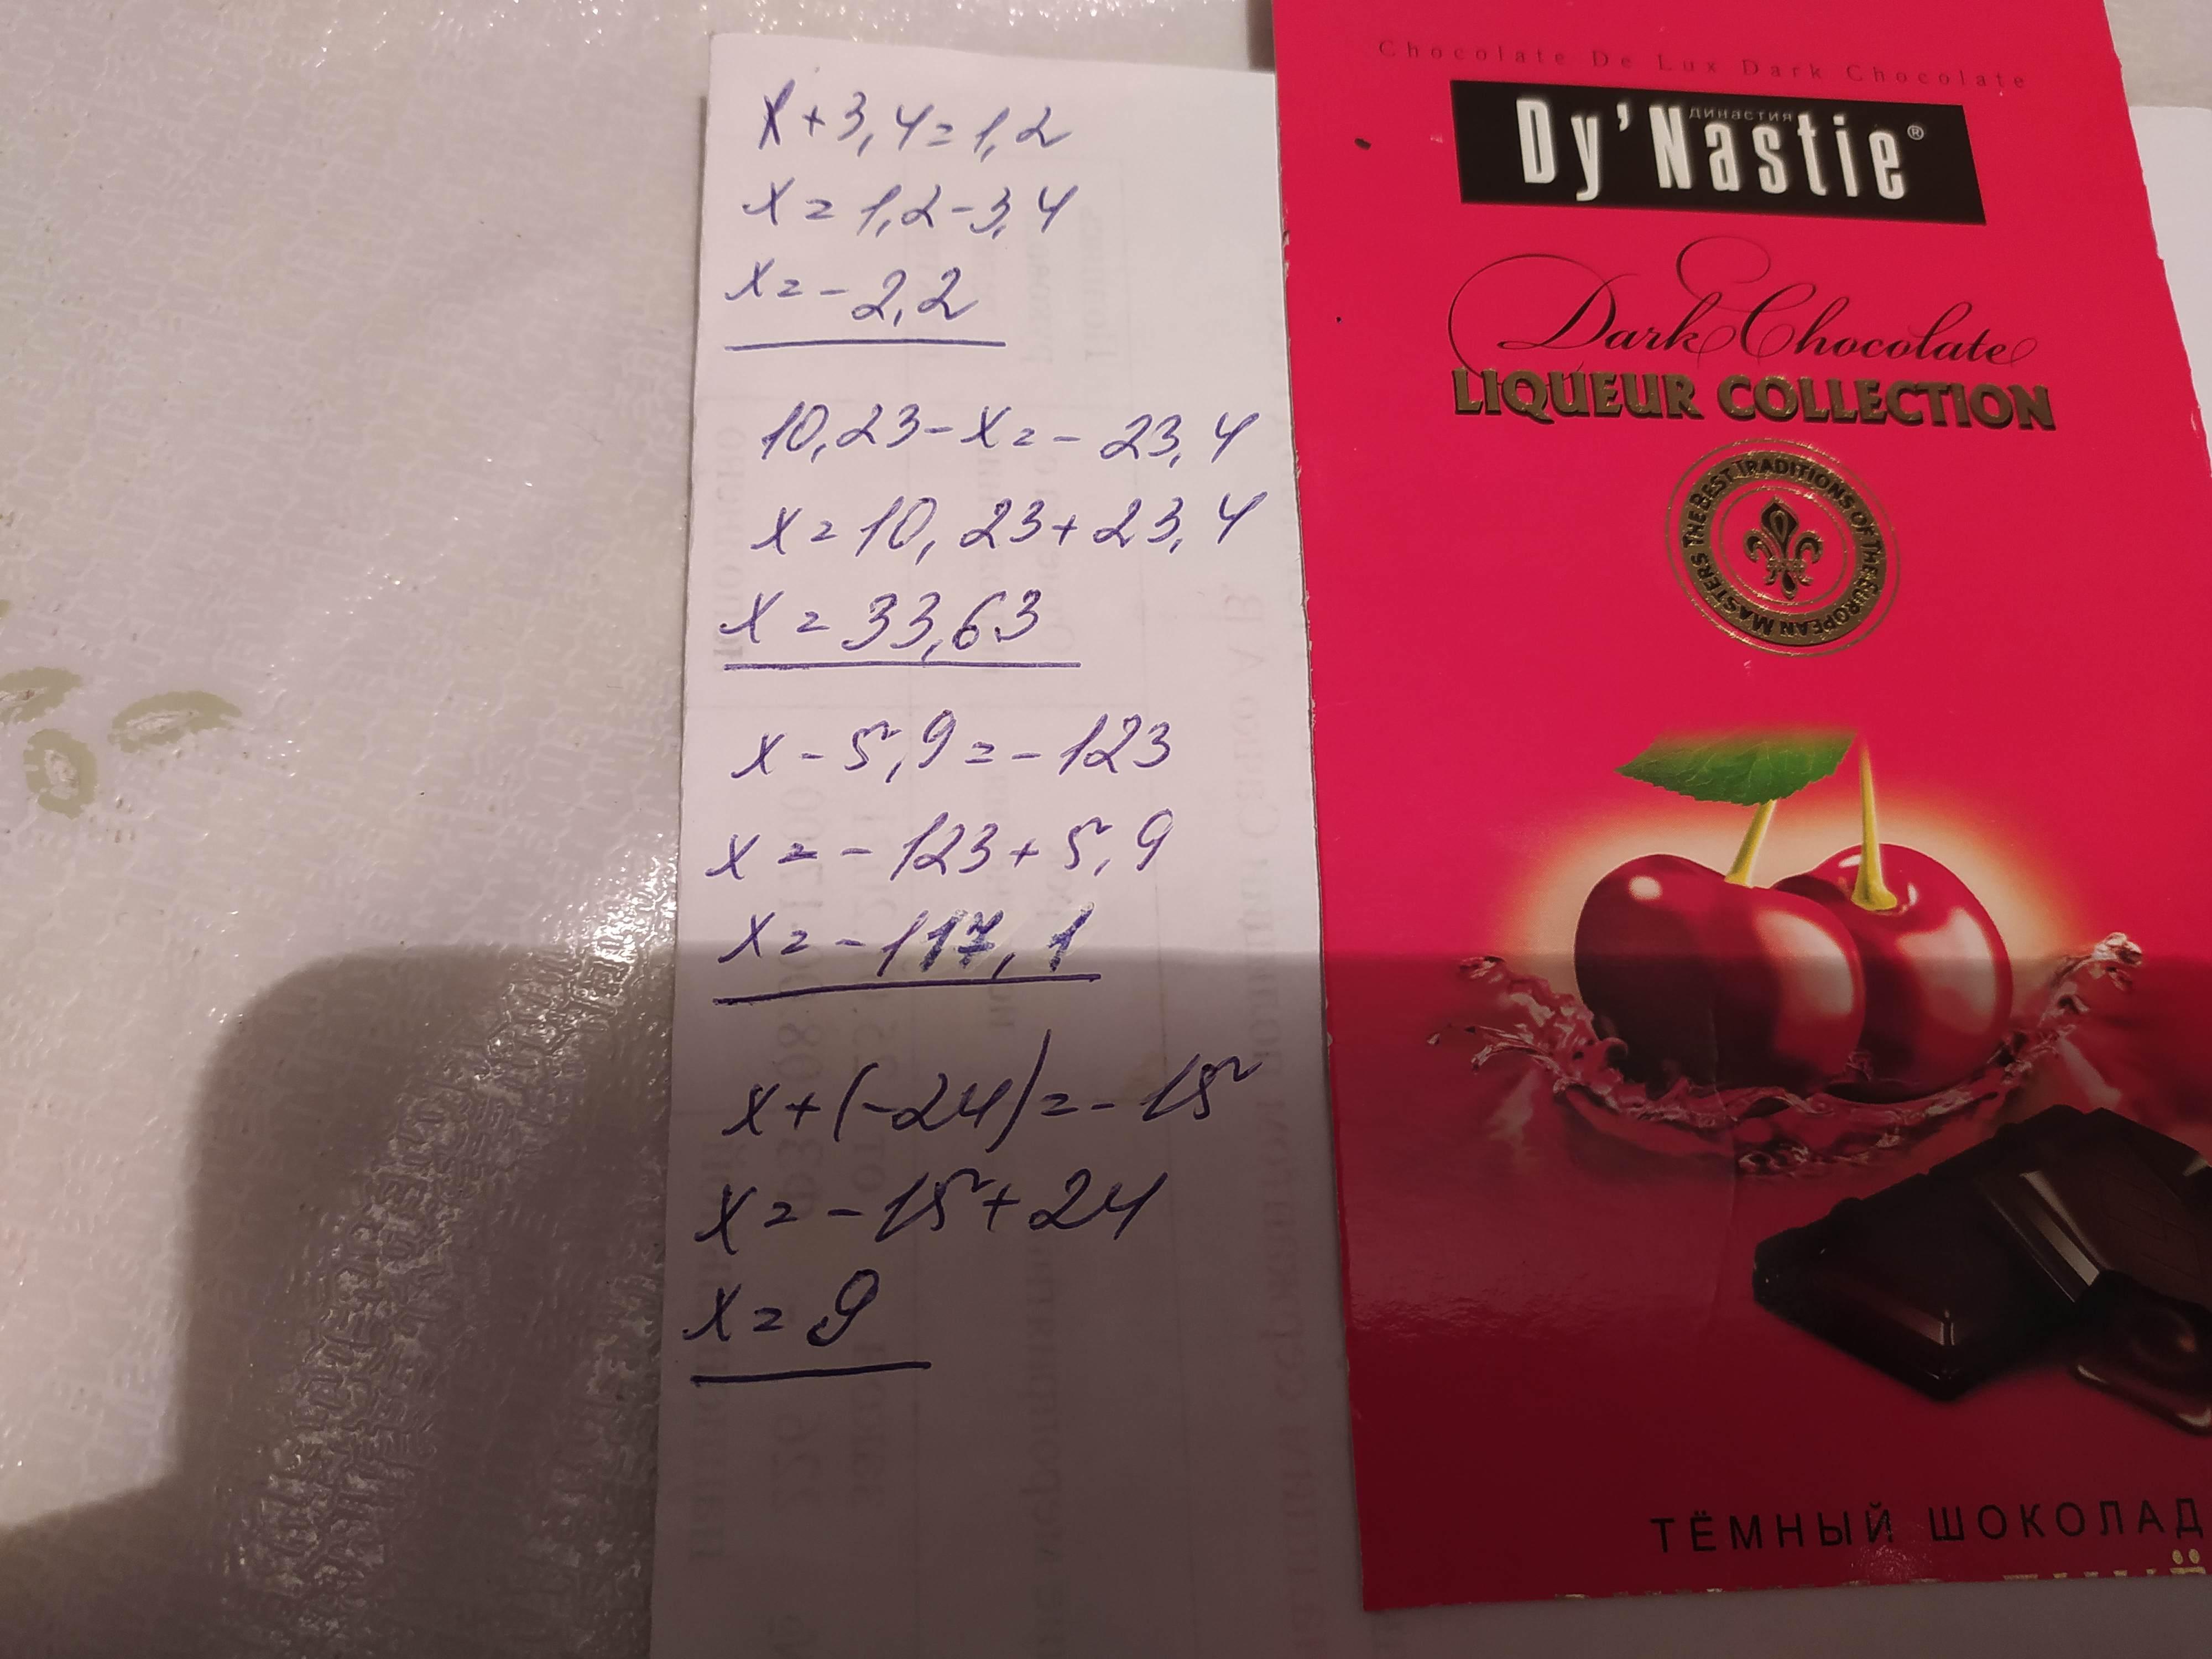 x+3,4=1,2
x=1,2-3,4
x=-2,2
10,23-x=-23,4
x=10,23+23,4
x=33,63
x-5,9=-123
x=-123+5,9
x=-117,1
x+(-24)=-15
x=-15+24
x=9
Chocolate De Lux Dark Chocolate
ДИНАСТИЯ
Dy'Nastie®
Dark Chocolate
LIQUEUR COLLECTION
THE BEST TRADITIONS OF THE EUROPEAN MASTERS
ТЁМНЫЙ ШОКОЛАД